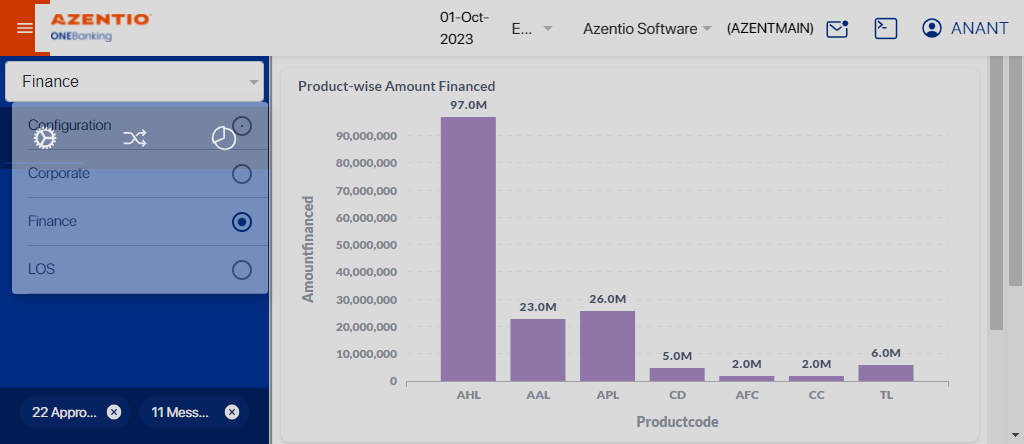 AZENTIO
ONEBanking
01-Oct-
2023
E...
Azentio Software
(AZENTMAIN)
ANANT
Finance
Configuration
Corporate
Finance
LOS
22 Appro...
11 Mess...
Product-wise Amount Financed
Amountfinanced
90,000,000
80,000,000
70,000,000
60,000,000
50,000,000
40,000,000
30,000,000
20,000,000
10,000,000
0
97.0M
23.0M
26.0M
5.0M
2.0M
2.0M
6.0M
AHL
AAL
APL
CD
AFC
CC
TL
Productcode